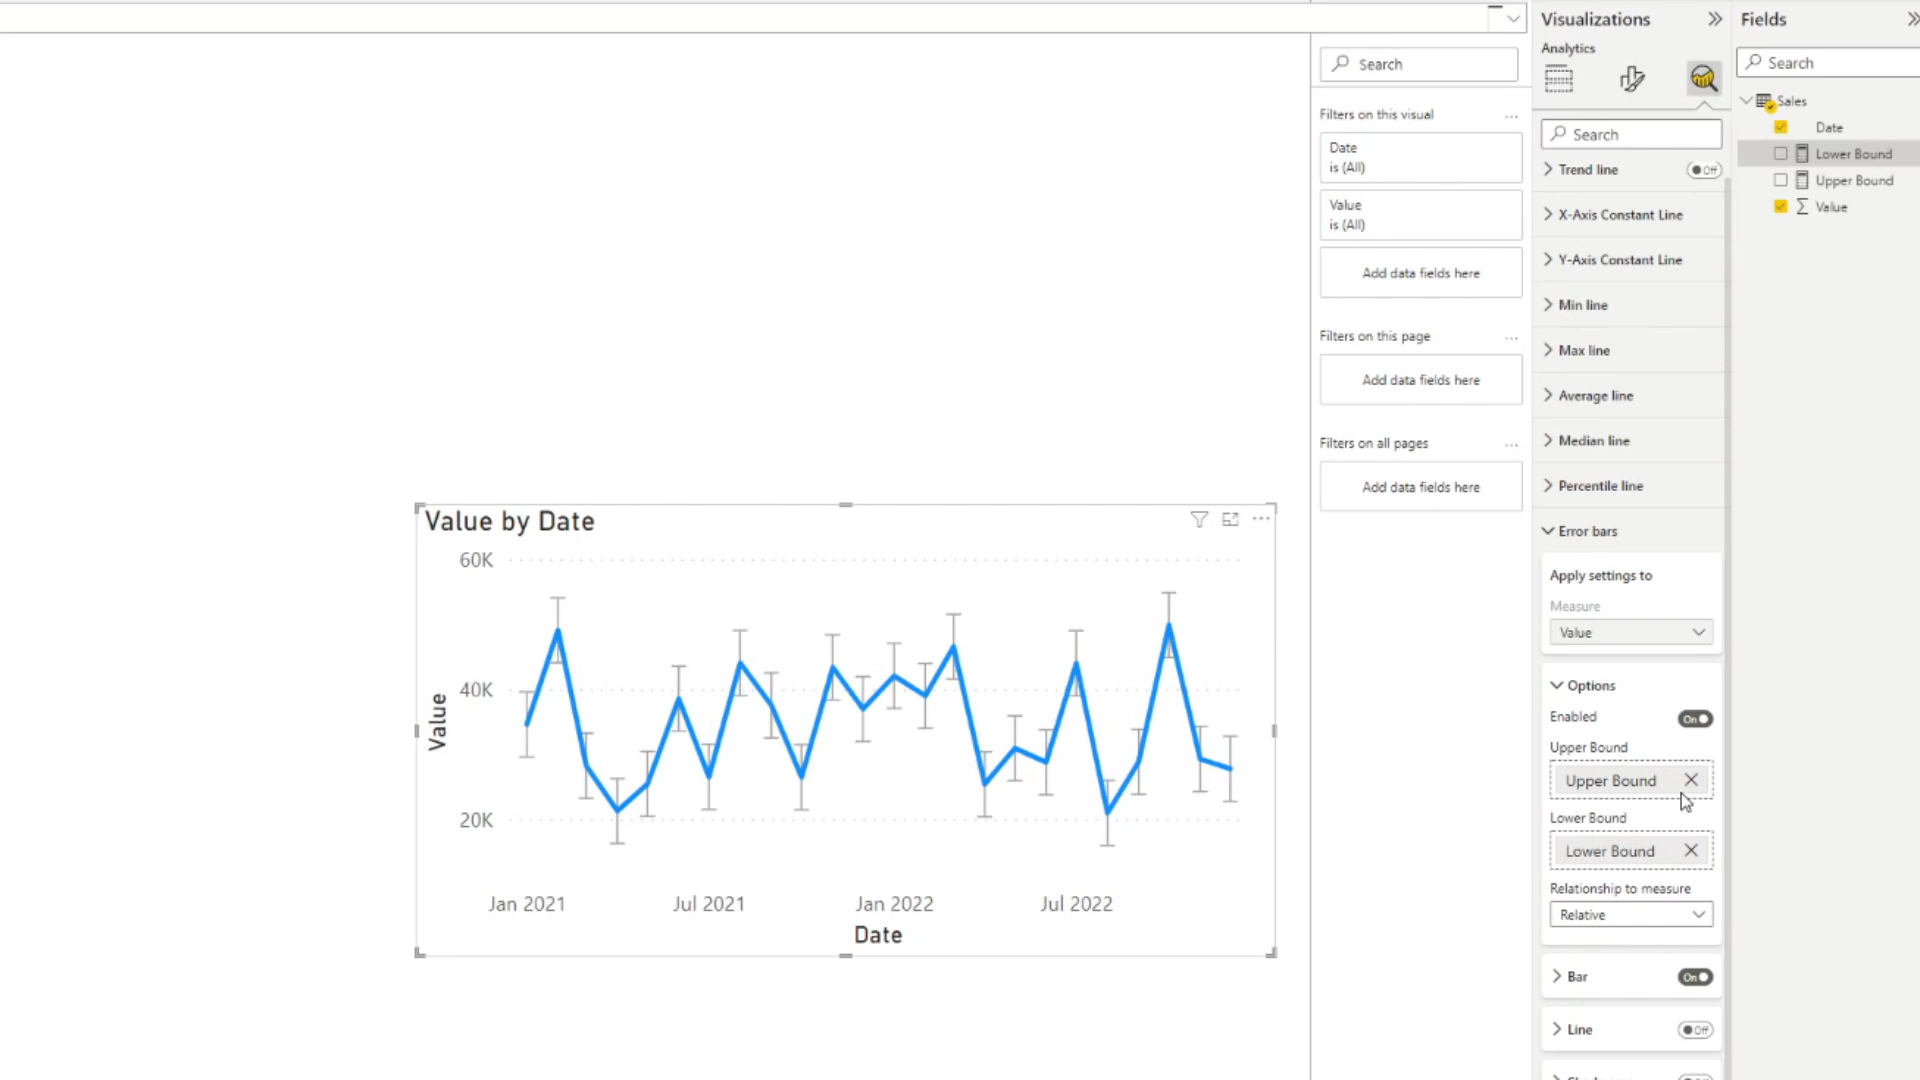 Value by Date
60K
40K
20K
Value
Jan 2021
Jul 2021
Jan 2022
Jul 2022
Date
Search
Filters on this visual
...
Date
is (All)
Value
is (All)
Add data fields here
Filters on this page
...
Add data fields here
Filters on all pages
...
Add data fields here
Visualizations
Analytics
Search
Trend line
Off
X-Axis Constant Line
Y-Axis Constant Line
Min line
Max line
Average line
Median line
Percentile line
Error bars
Apply settings to
Measure
Value
Options
Enabled
On
Upper Bound
Upper Bound
Lower Bound
Lower Bound
Relationship to measure
Relative
Bar
On
Line
Off
Fields
Search
Sales
Date
Lower Bound
Upper Bound
Σ Value